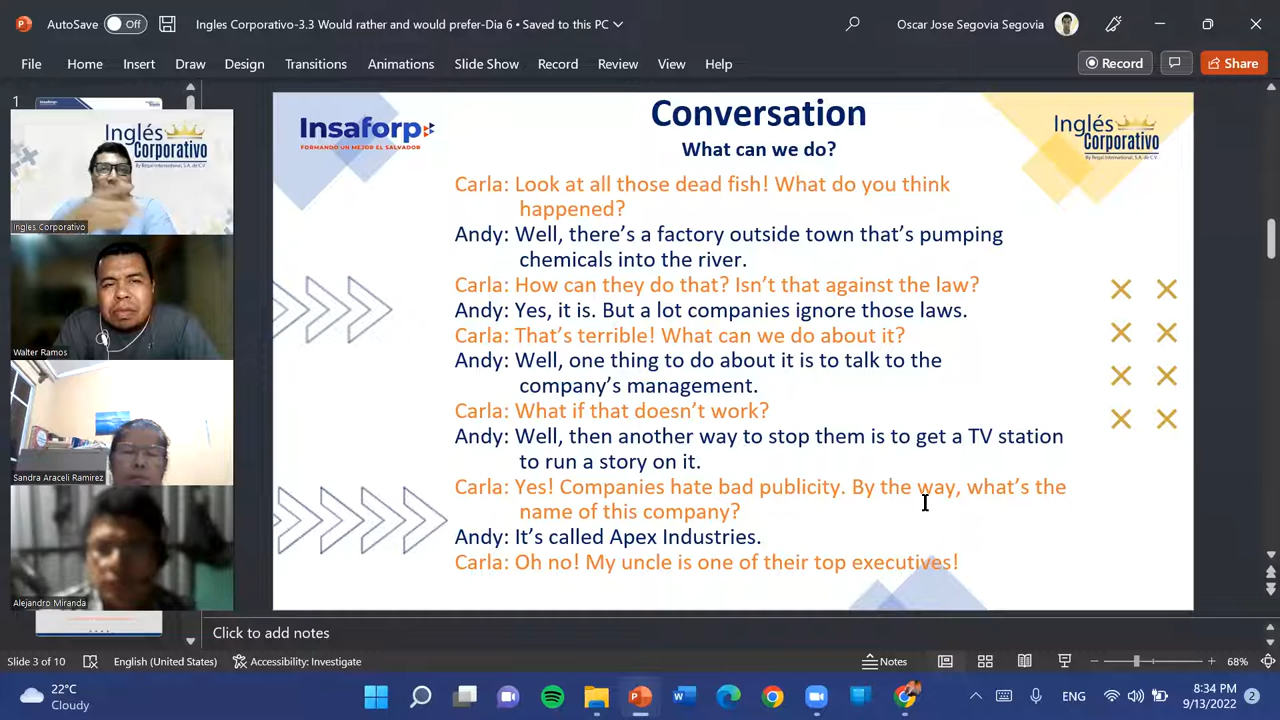 AutoSave Off Ingles Corporativo-3.3 Would rather and would prefer-Dia 6 • Saved to this PC Oscar Jose Segovia Segovia
File Home Insert Draw Design Transitions Animations Slide Show Record Review View Help Record Share
1
Inglés
Corporativo
By Regal International, S.A. de C.V.
Ingles Corporativo
Walter Ramos
Sandra Araceli Ramirez
Alejandro Miranda
Insaforp
FORMANDO UN MEJOR EL SALVADOR
Conversation
What can we do?
Inglés
Corporativo
By Regal International, S.A. de C.V.
Carla: Look at all those dead fish! What do you think
happened?
Andy: Well, there's a factory outside town that's pumping
chemicals into the river.
Carla: How can they do that? Isn't that against the law?
Andy: Yes, it is. But a lot companies ignore those laws.
Carla: That's terrible! What can we do about it?
Andy: Well, one thing to do about it is to talk to the
company's management.
Carla: What if that doesn't work?
Andy: Well, then another way to stop them is to get a TV station
to run a story on it.
Carla: Yes! Companies hate bad publicity. By the way, what's the
name of this company?
Andy: It's called Apex Industries.
Carla: Oh no! My uncle is one of their top executives!
Click to add notes
Slide 3 of 10 English (United States) Accessibility: Investigate Notes 68%
22°C
Cloudy
ENG
8:34 PM
9/13/2022
2